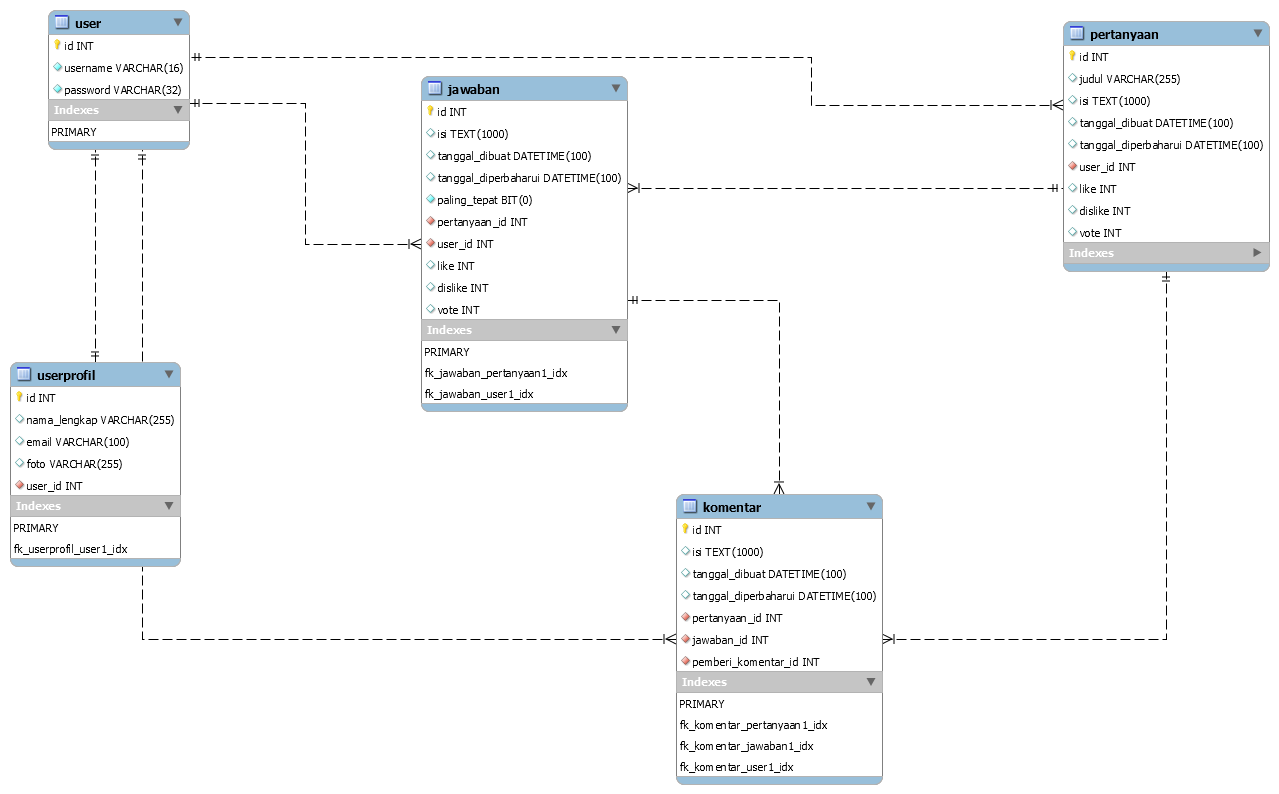 user
id INT
username VARCHAR(16)
password VARCHAR(32)
Indexes
PRIMARY
jawaban
id INT
isi TEXT(1000)
tanggal_dibuat DATETIME(100)
tanggal_diperbaharui DATETIME(100)
paling_tepat BIT(0)
pertanyaan_id INT
user_id INT
like INT
dislike INT
vote INT
Indexes
PRIMARY
fk_jawaban_pertanyaan1_idx
fk_jawaban_user1_idx
pertanyaan
id INT
judul VARCHAR(255)
isi TEXT(1000)
tanggal_dibuat DATETIME(100)
tanggal_diperbaharui DATETIME(100)
user_id INT
like INT
dislike INT
vote INT
Indexes
userprofil
id INT
nama_lengkap VARCHAR(255)
email VARCHAR(100)
foto VARCHAR(255)
user_id INT
Indexes
PRIMARY
fk_userprofil_user1_idx
komentar
id INT
isi TEXT(1000)
tanggal_dibuat DATETIME(100)
tanggal_diperbaharui DATETIME(100)
pertanyaan_id INT
jawaban_id INT
pemberi_komentar_id INT
Indexes
PRIMARY
fk_komentar_pertanyaan1_idx
fk_komentar_jawaban1_idx
fk_komentar_user1_idx